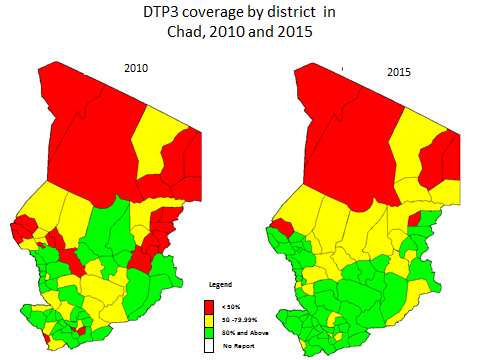 DTP3 coverage by district in
Chad, 2010 and 2015
2010
2015
Legend
< 50%
50 -79.99%
80% and Above
No Report